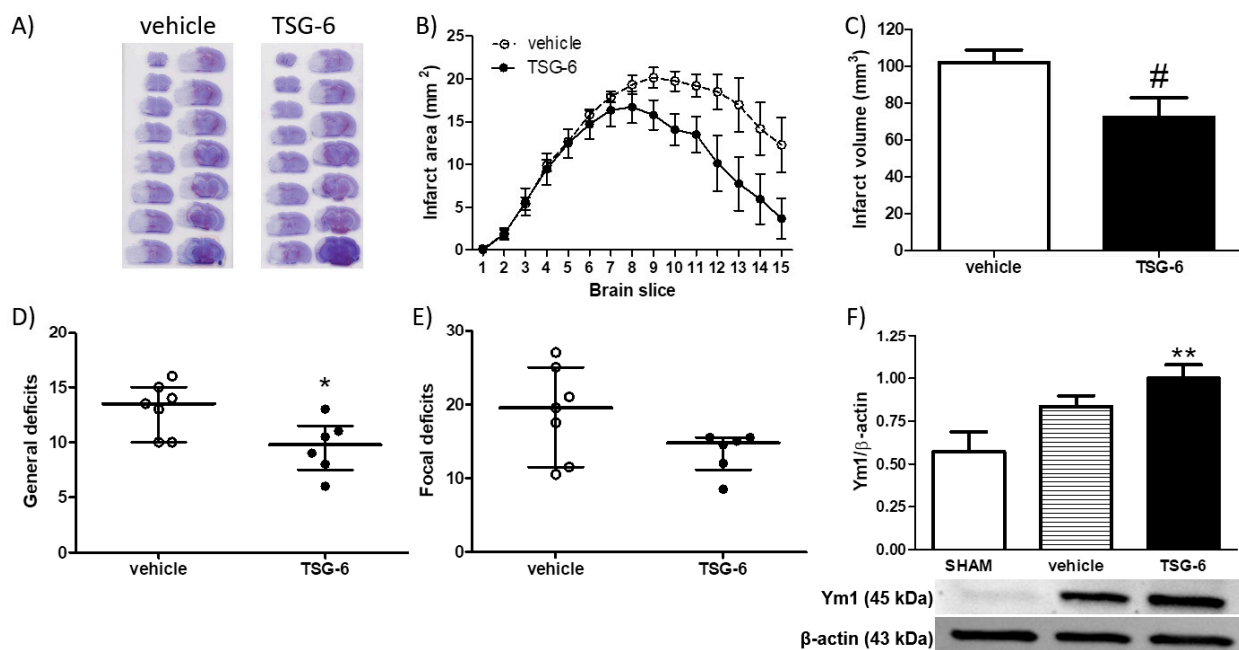 A)
vehicle
TSG-6
B)
vehicle
TSG-6
Infarct area (mm 2)
25
20
15
10
5
0
1 2 3 4 5 6 7 8 9 10 11 12 13 14 15
Brain slice
C)
Infarct volume (mm3)
120
100
80
60
40
20
0
#
vehicle
TSG-6
D)
General deficits
20
15
10
5
0
*
vehicle
TSG-6
E)
Focal deficits
30
20
10
0
vehicle
TSG-6
F)
Ym1/β-actin
1.25
1.00
0.75
0.50
0.25
0.00
**
SHAM
vehicle
TSG-6
Ym1 (45 kDa)
β-actin (43 kDa)